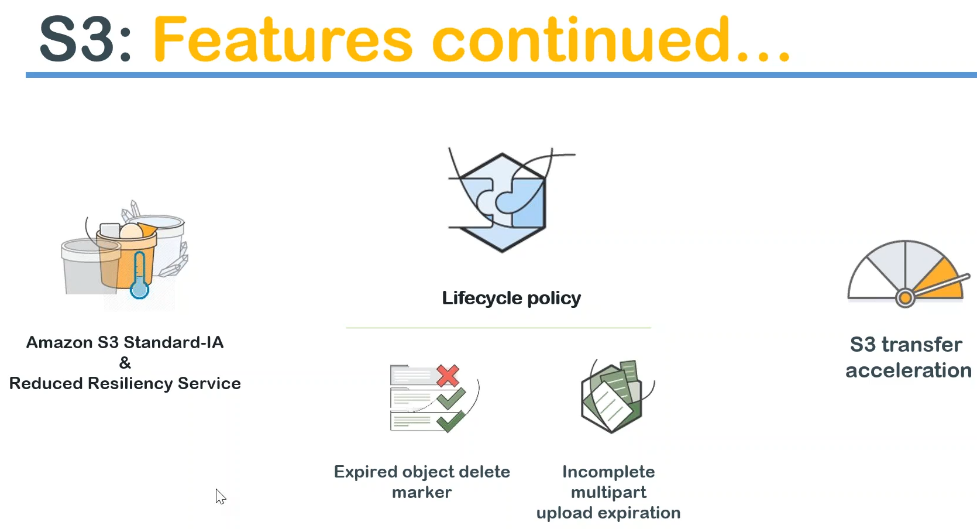 S3: Features continued...
Lifecycle policy
Amazon S3 Standard-IA
&
Reduced Resiliency Service
S3 transfer
acceleration
Expired object delete
marker
Incomplete
multipart
upload expiration